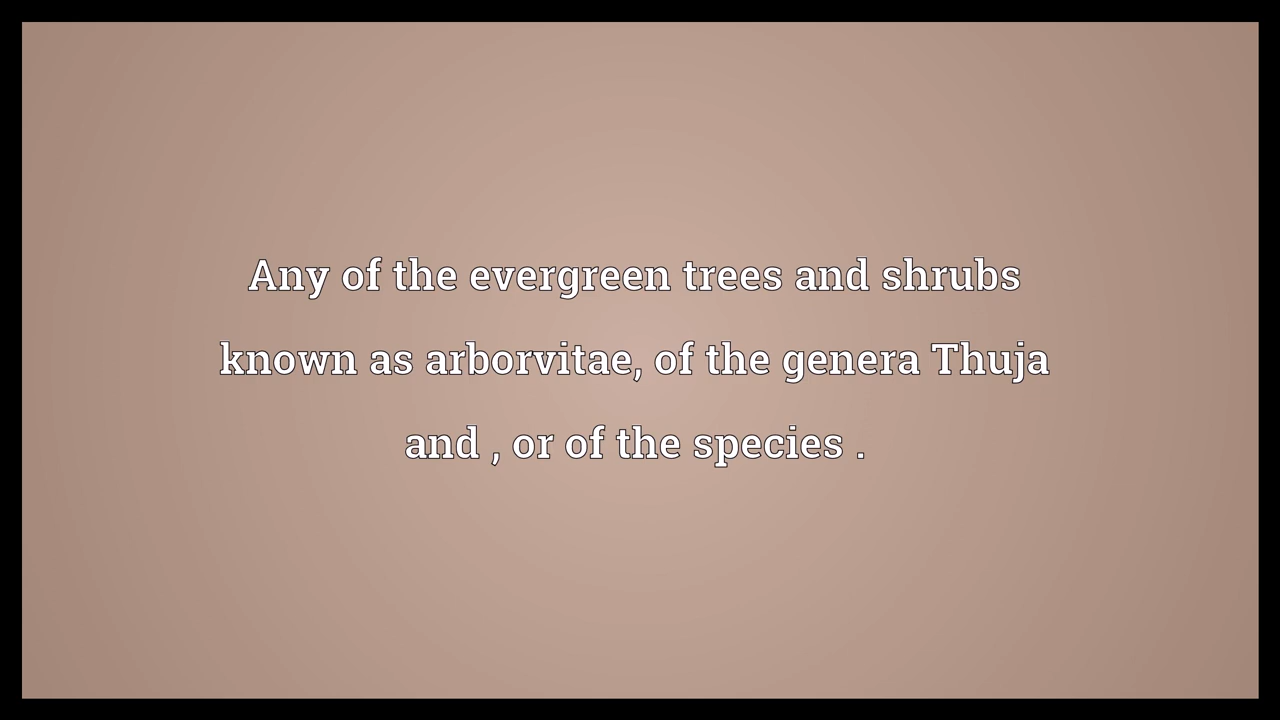 Any of the evergreen trees and shrubs
known as arborvitae, of the genera Thuja
and , or of the species .